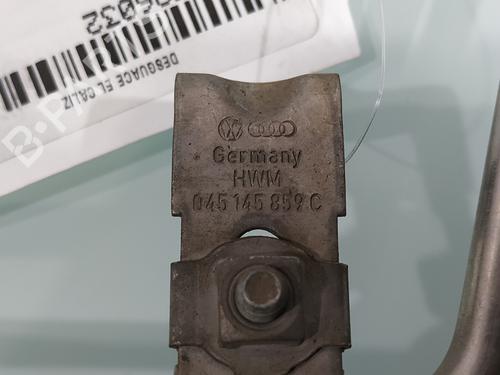 DESGUACE EL CALIZ
Germany
HWM
045 145 859 C